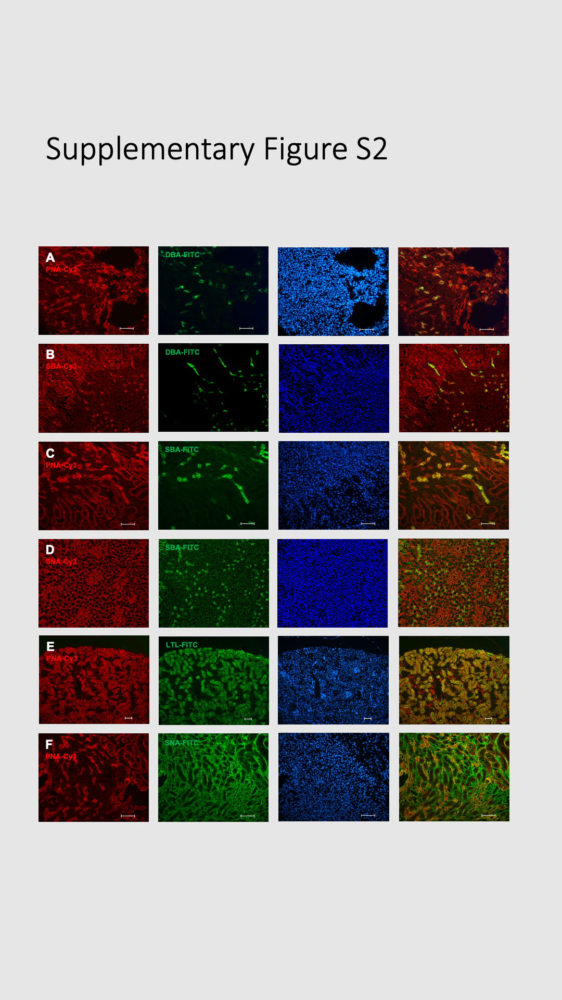 Supplementary Figure S2
A
PNA-Cy3
DBA-FITC
B
SBA-Cy3
DBA-FITC
C
PNA-Cy3
SBA-FITC
D
SNA-Cy3
SBA-FITC
E
PNA-Cy3
LTL-FITC
F
PNA-Cy3
SNA-FITC